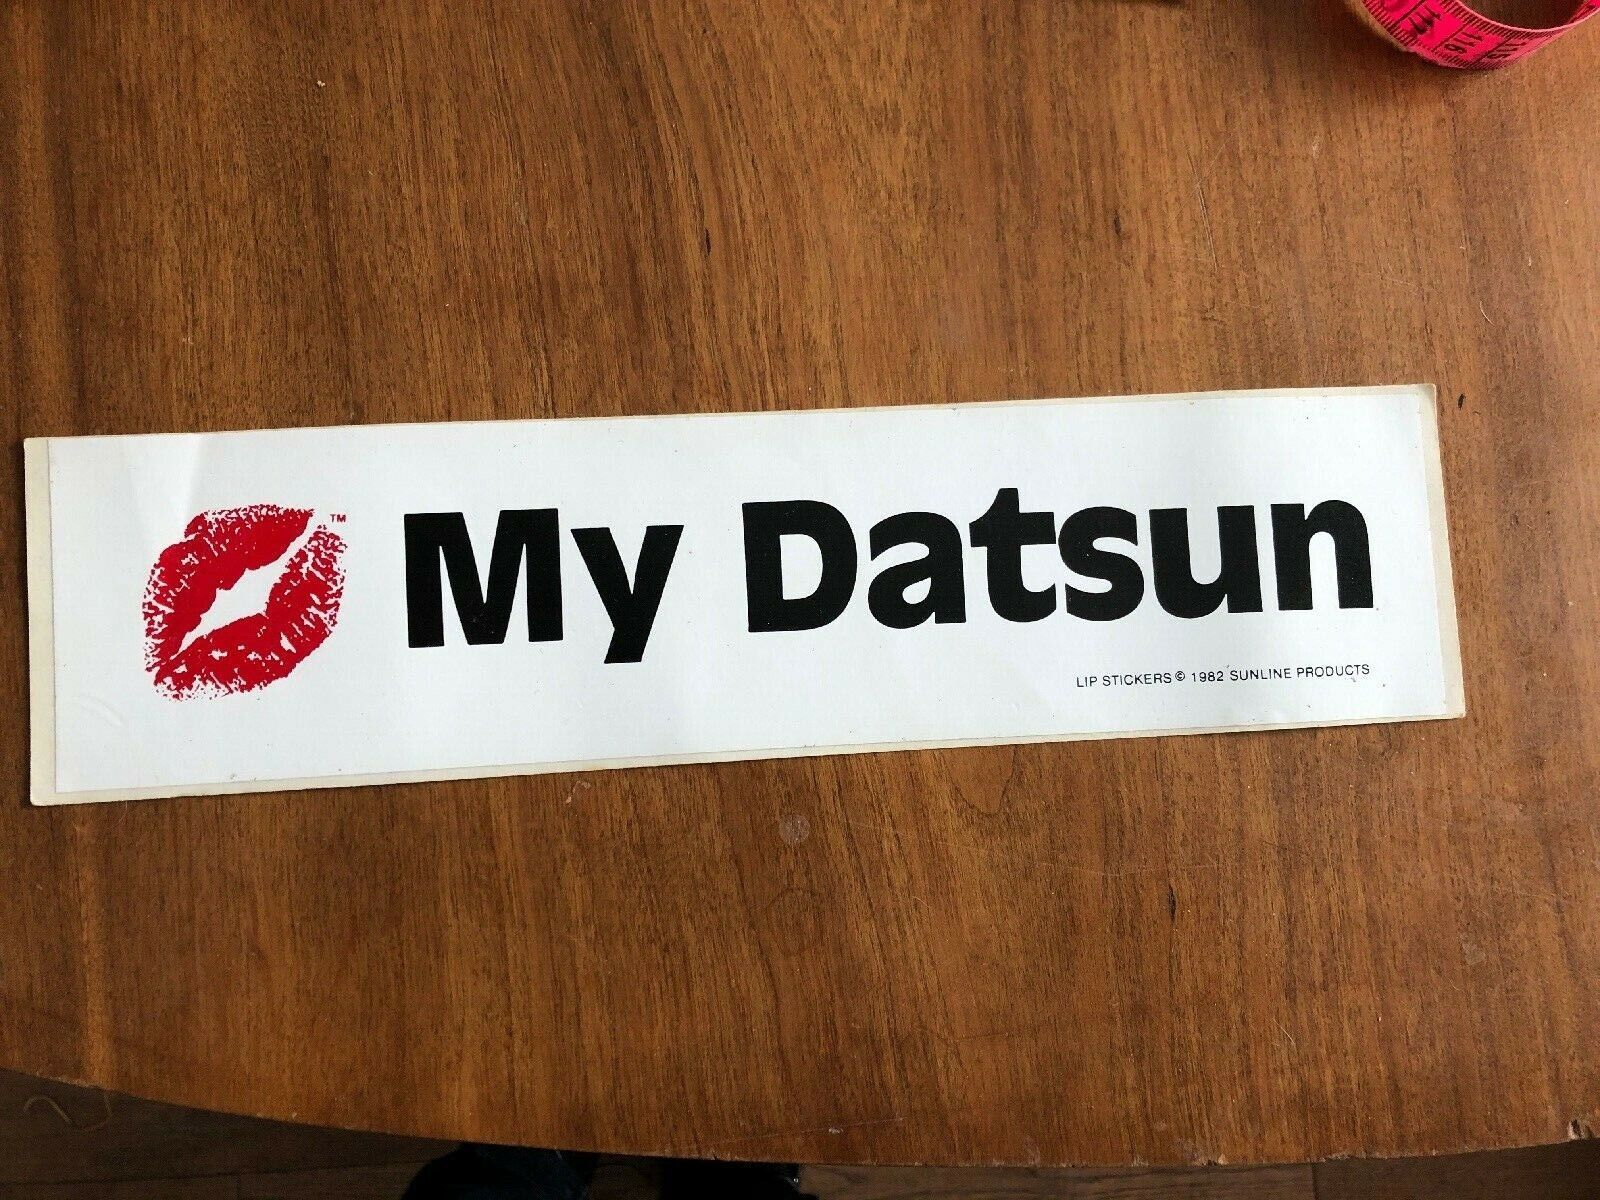 TM
My Datsun
LIP STICKERS © 1982 SUNLINE PRODUCTS